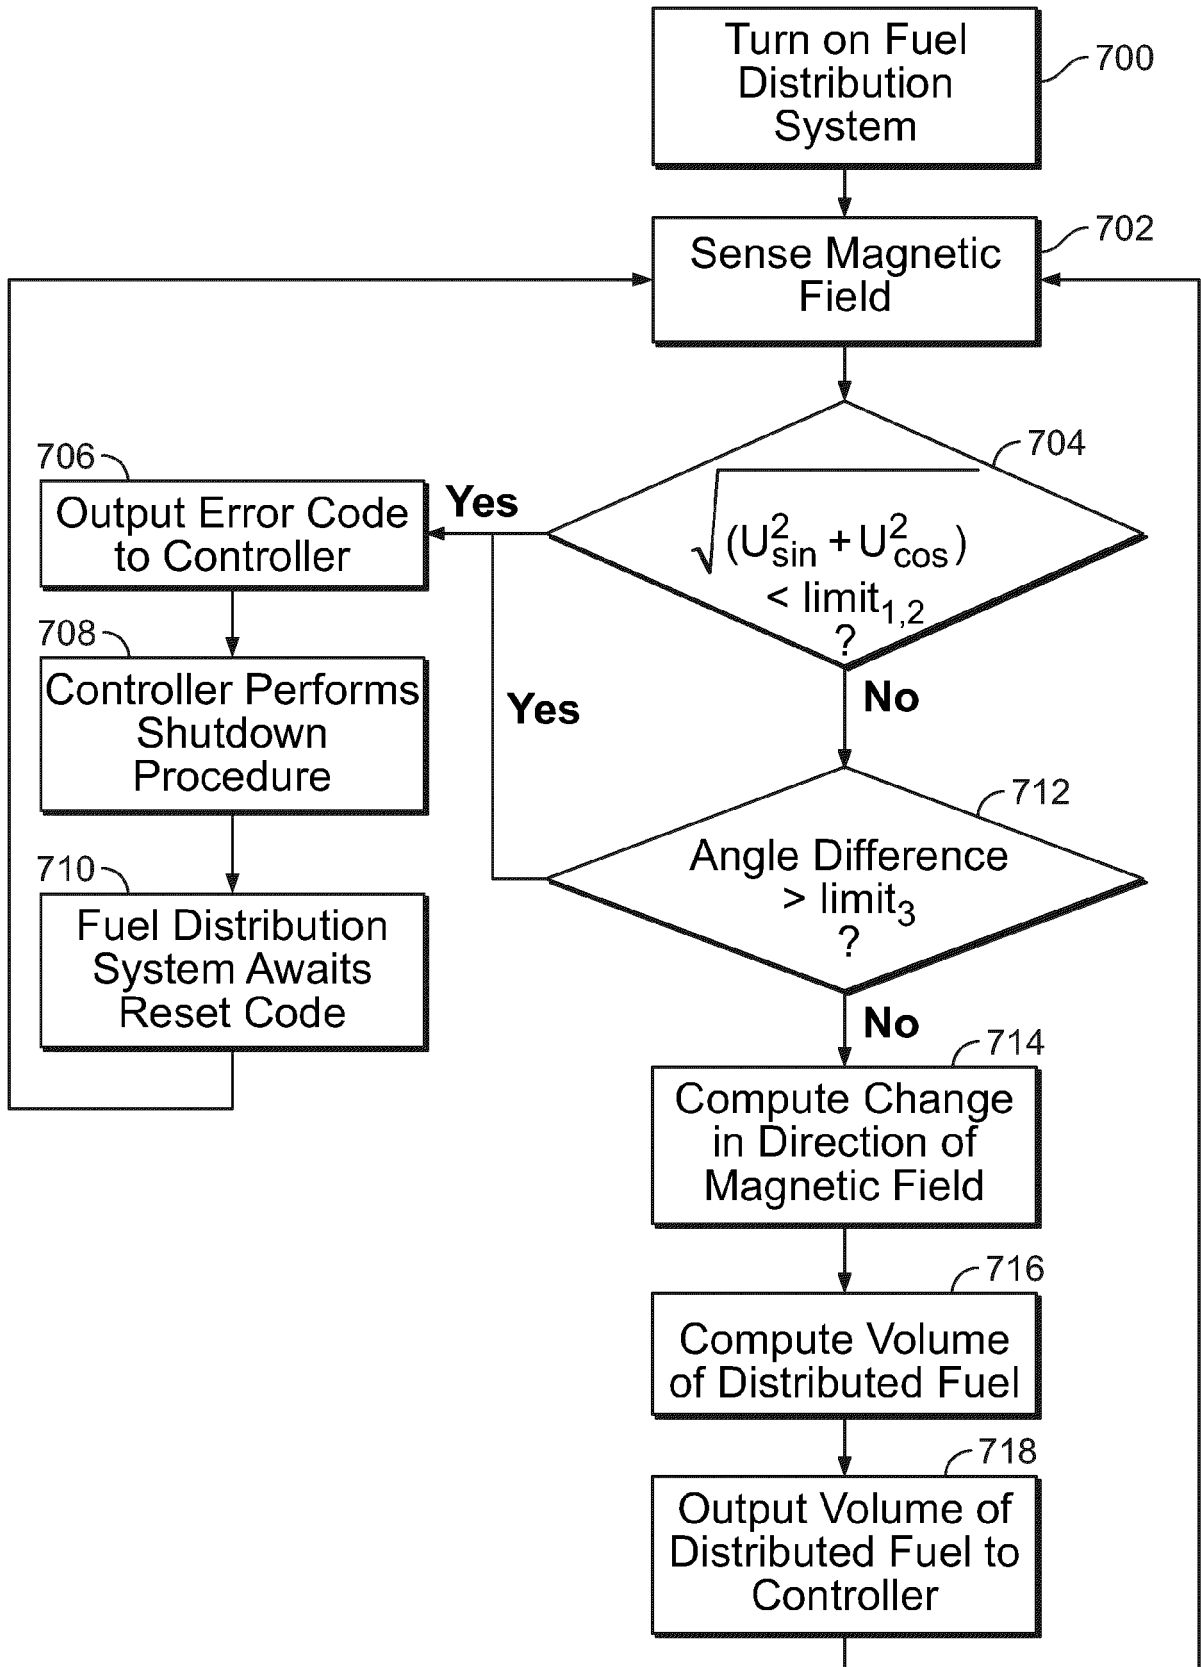 Turn on Fuel
Distribution
System
700
Sense Magnetic
Field
702
√(U²sin + U²cos)
< limit1,2
?
704
Yes
706
Output Error Code
to Controller
708
Controller Performs
Shutdown
Procedure
710
Fuel Distribution
System Awaits
Reset Code
No
Yes
712
Angle Difference
> limit3
?
No
714
Compute Change
in Direction of
Magnetic Field
716
Compute Volume
of Distributed Fuel
718
Output Volume of
Distributed Fuel to
Controller